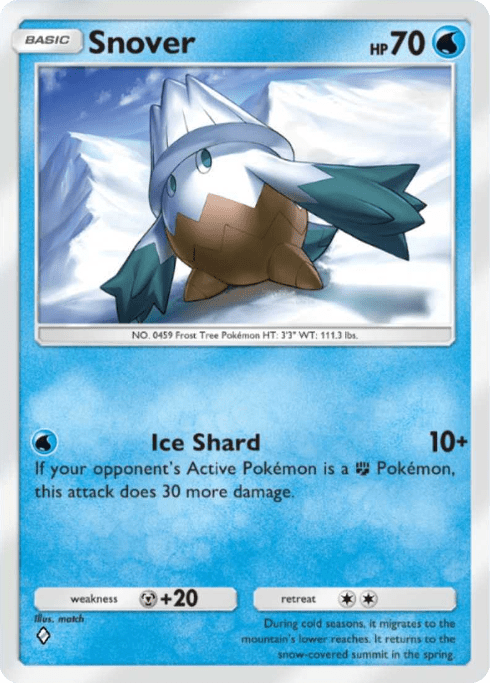 BASIC Snover HP 70
NO. 0459 Frost Tree Pokémon HT: 3'3" WT: 111.3 lbs.
Ice Shard 10+
If your opponent's Active Pokémon is a Pokémon,
this attack does 30 more damage.
weakness +20 retreat
Illus. match
During cold seasons, it migrates to the
mountain's lower reaches. It returns to the
snow-covered summit in the spring.